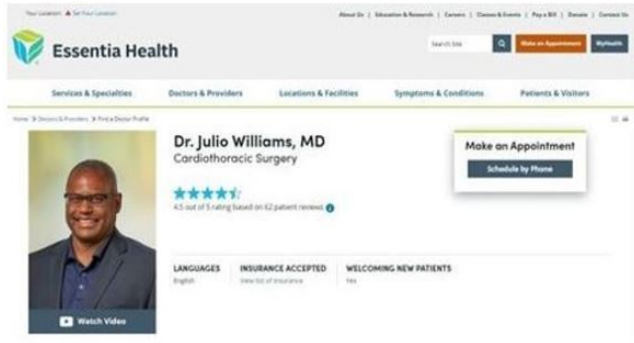 Your Location: Set Your Location
About Us | Education & Research | Careers | Classes & Events | Pay a Bill | Donate | Contact Us
Essentia Health
Search Site
Make an Appointment
MyHealth
Services & Specialties
Doctors & Providers
Locations & Facilities
Symptoms & Conditions
Patients & Visitors
Home > Doctors & Providers > Find a Doctor Profile
Dr. Julio Williams, MD
Cardiothoracic Surgery
4.5 out of 5 rating based on 62 patient reviews
Make an Appointment
Schedule by Phone
LANGUAGES
English
INSURANCE ACCEPTED
View list of insurance
WELCOMING NEW PATIENTS
Yes
Watch Video